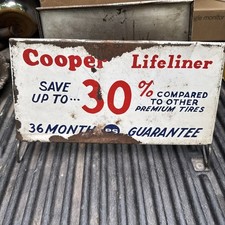 Cooper Lifeliner
SAVE
UP TO... 30% COMPARED
TO OTHER
PREMIUM TIRES
36 MONTH GUARANTEE